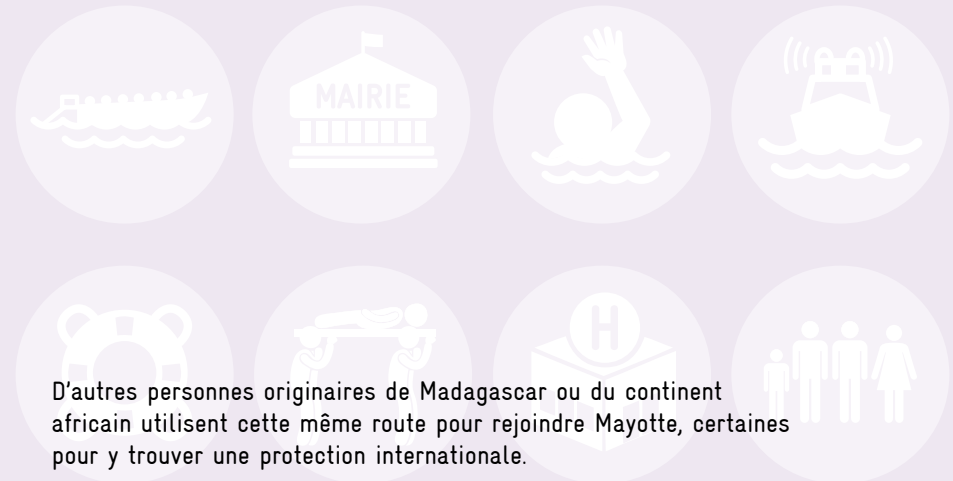 MAIRIE
H
D’autres personnes originaires de Madagascar ou du continent
africain utilisent cette même route pour rejoindre Mayotte, certaines
pour y trouver une protection internationale.